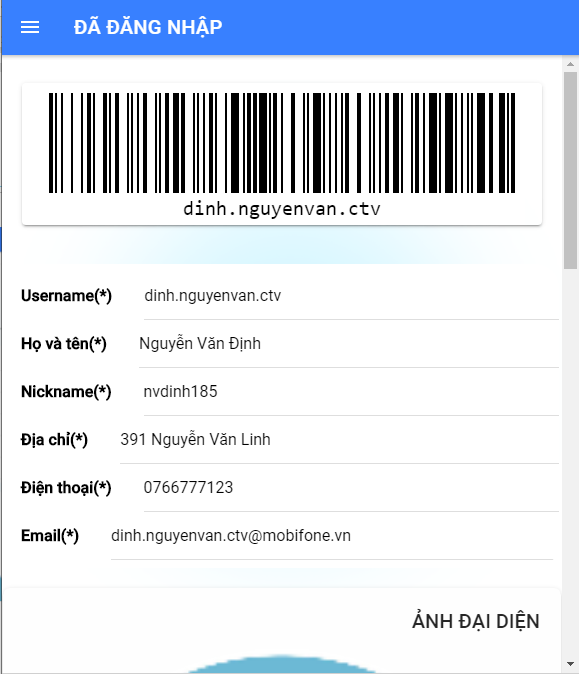 ĐÃ ĐĂNG NHẬP
dinh.nguyenvan.ctv
Username(*) dinh.nguyenvan.ctv
Họ và tên(*) Nguyễn Văn Định
Nickname(*) nvdinh185
Địa chỉ(*) 391 Nguyễn Văn Linh
Điện thoại(*) 0766777123
Email(*) dinh.nguyenvan.ctv@mobifone.vn
ẢNH ĐẠI DIỆN